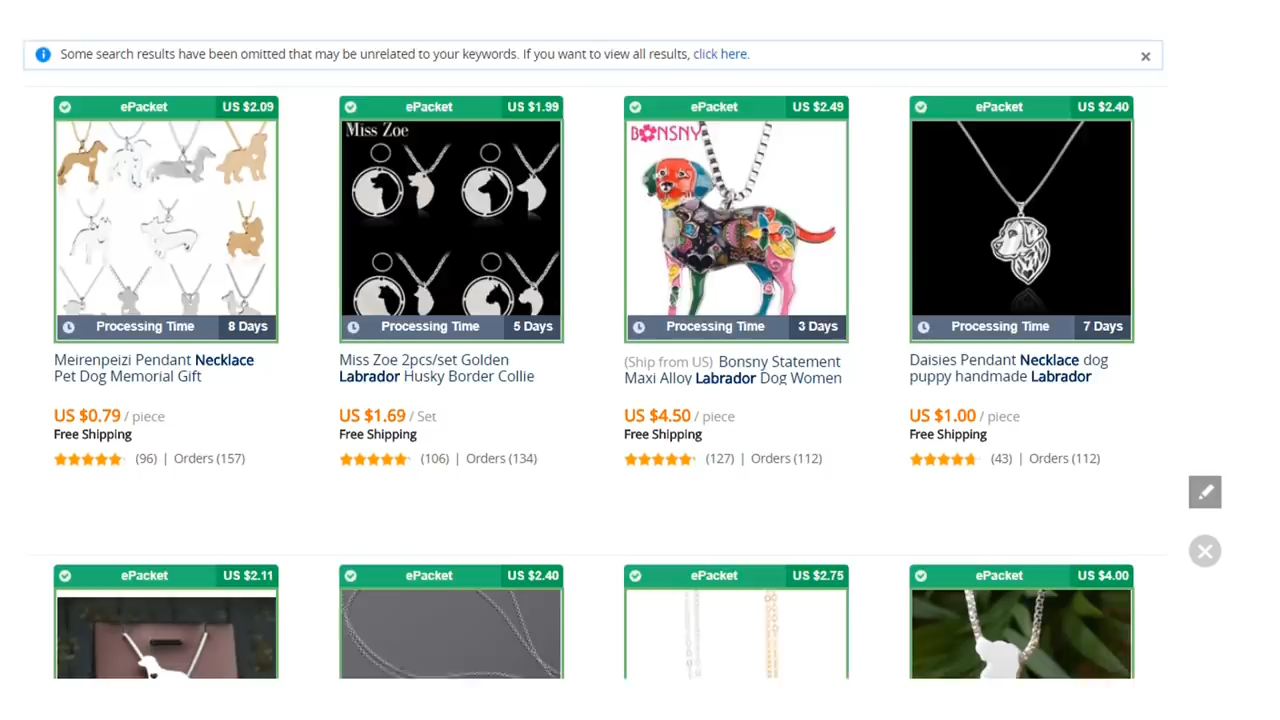 Some search results have been omitted that may be unrelated to your keywords. If you want to view all results, click here.
ePacket US $2.09
ePacket US $1.99
ePacket US $2.49
ePacket US $2.40
Miss Zoe
BONSNY
Processing Time 8 Days
Processing Time 5 Days
Processing Time 3 Days
Processing Time 7 Days
Meirenpeizi Pendant Necklace
Pet Dog Memorial Gift
US $0.79 / piece
Free Shipping
(96) | Orders (157)
Miss Zoe 2pcs/set Golden
Labrador Husky Border Collie
US $1.69 / Set
Free Shipping
(106) | Orders (134)
(Ship from US) Bonsny Statement
Maxi Alloy Labrador Dog Women
US $4.50 / piece
Free Shipping
(127) | Orders (112)
Daisies Pendant Necklace dog
puppy handmade Labrador
US $1.00 / piece
Free Shipping
(43) | Orders (112)
ePacket US $2.11
ePacket US $2.40
ePacket US $2.75
ePacket US $4.00